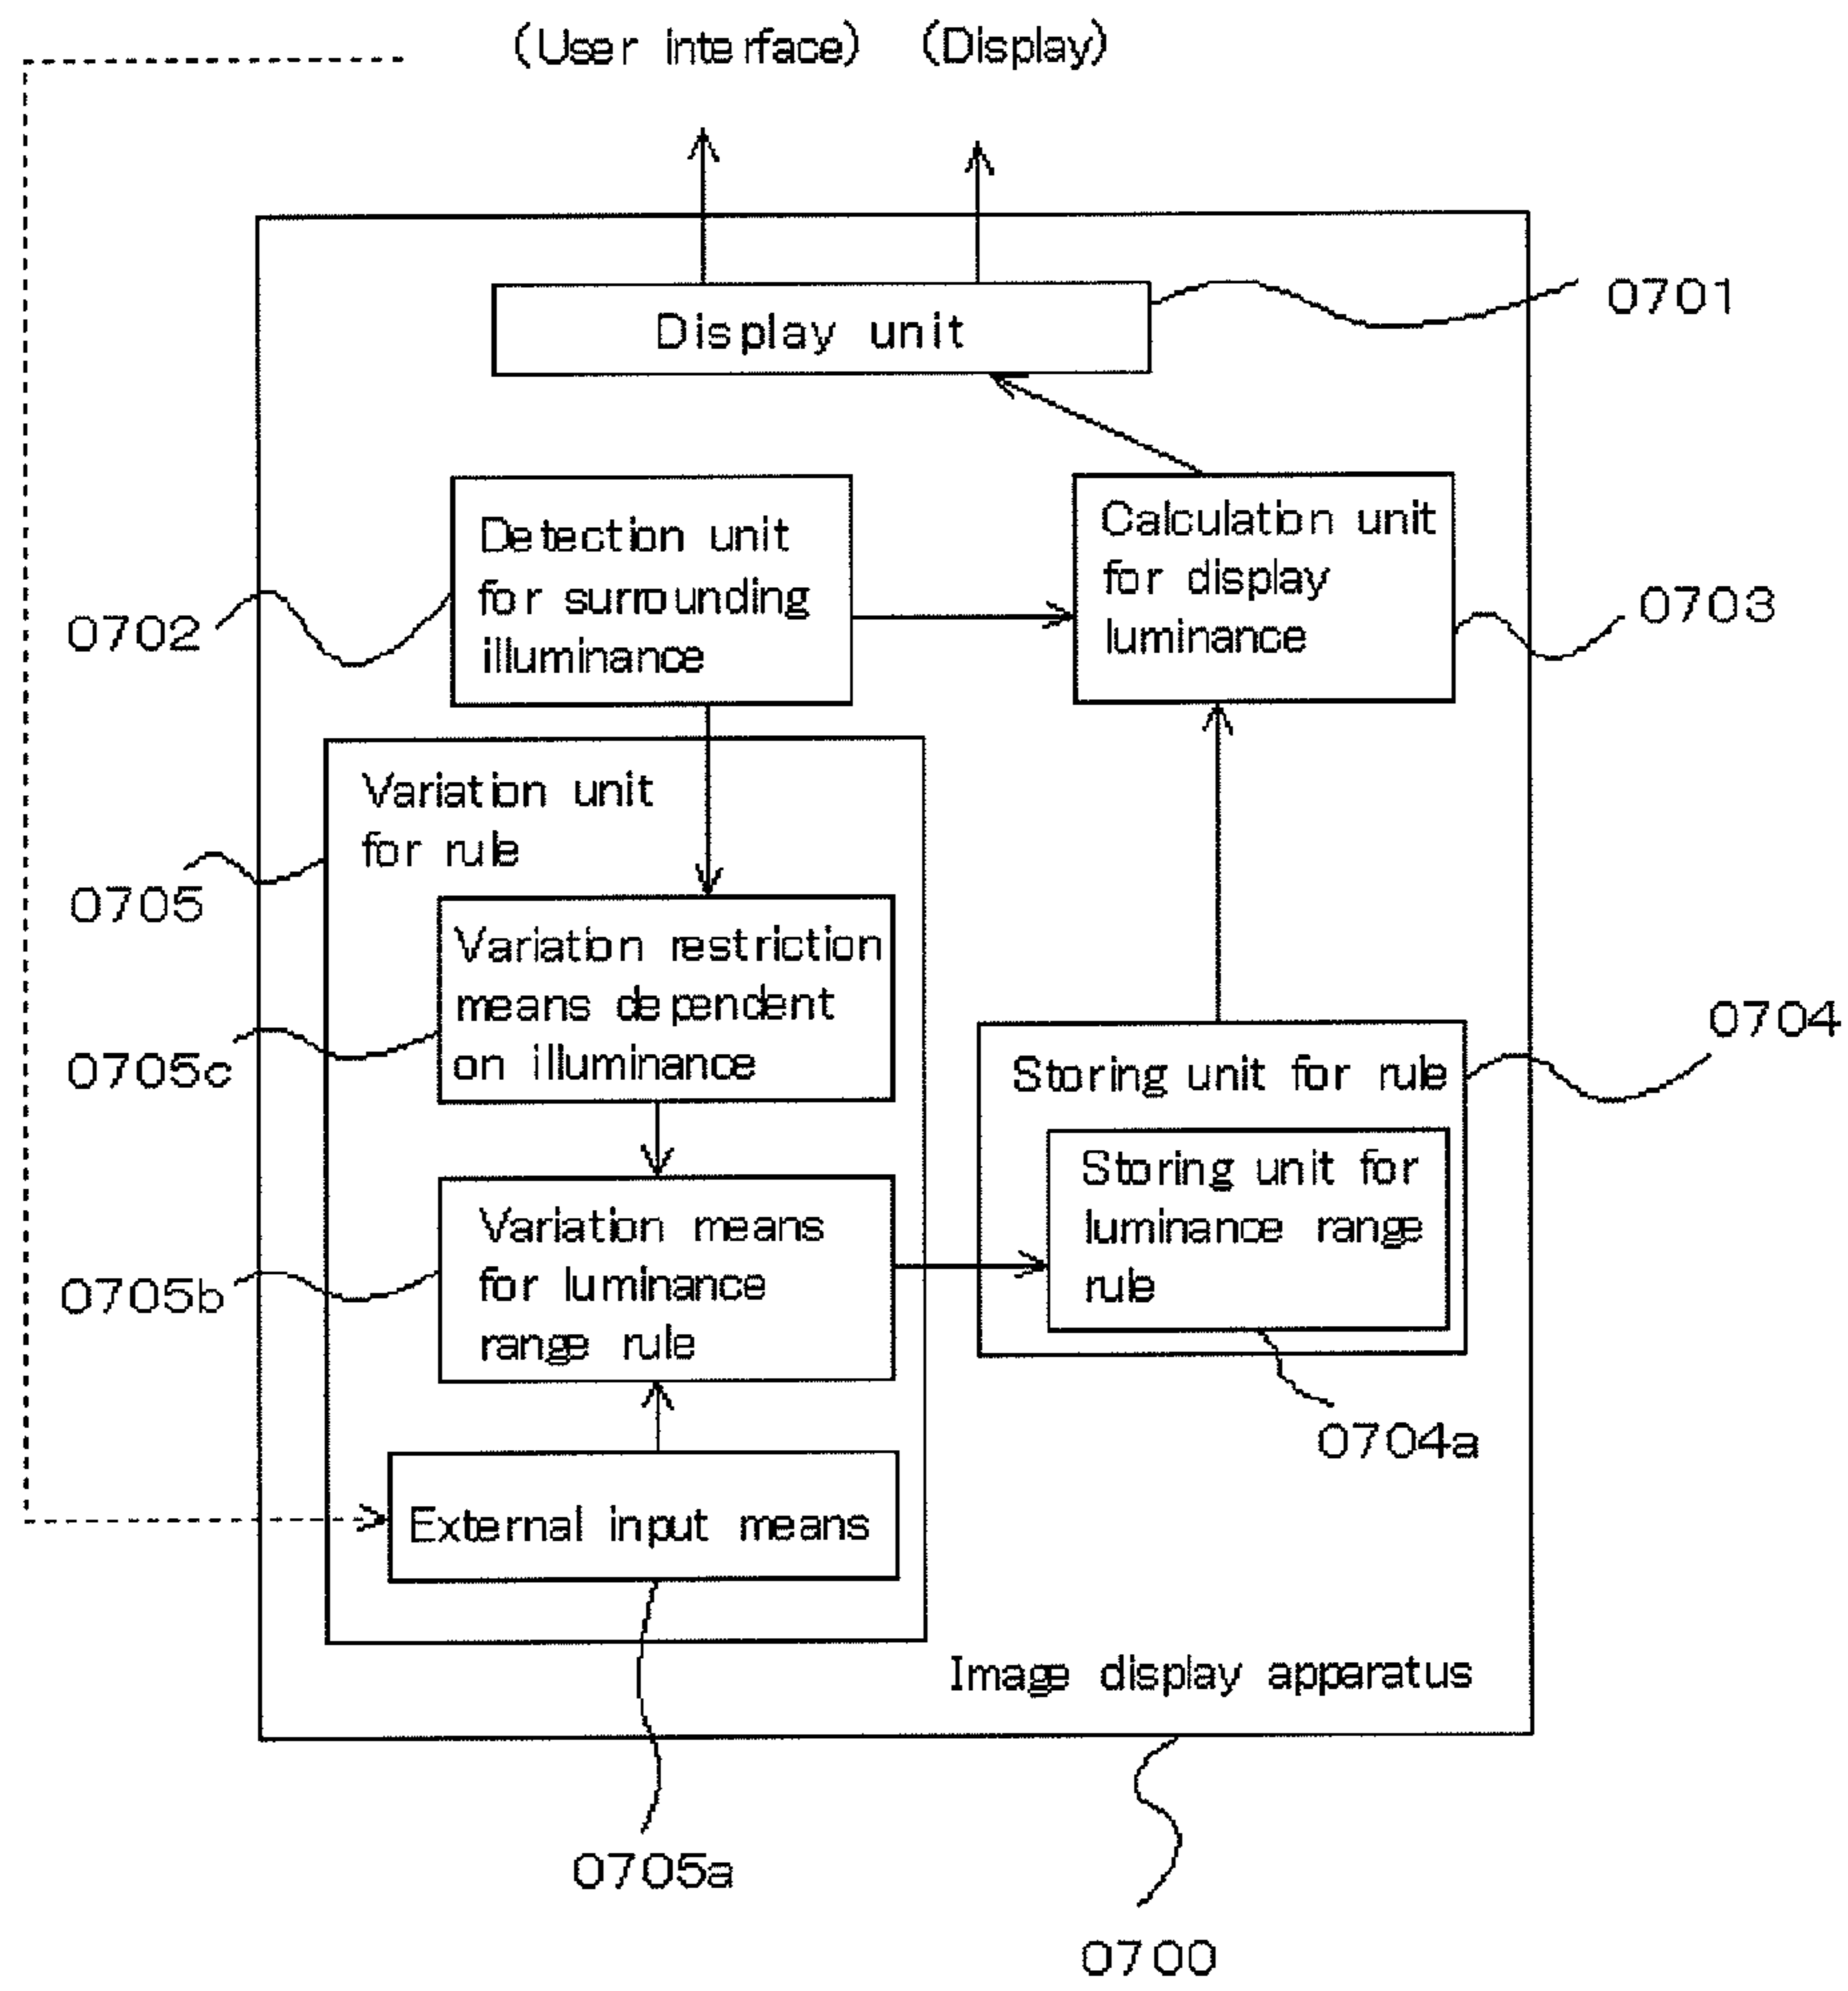 (User interface) (Display)
Display unit
0701
Detection unit
for surrounding
illuminance
0702
Calculation unit
for display
luminance
0703
Variation unit
for rule
0705
Variation restriction
means dependent
on illuminance
0705c
Storing unit for rule
0704
Storing unit for
luminance range
rule
0704a
Variation means
for luminance
range rule
0705b
External input means
0705a
Image display apparatus
0700